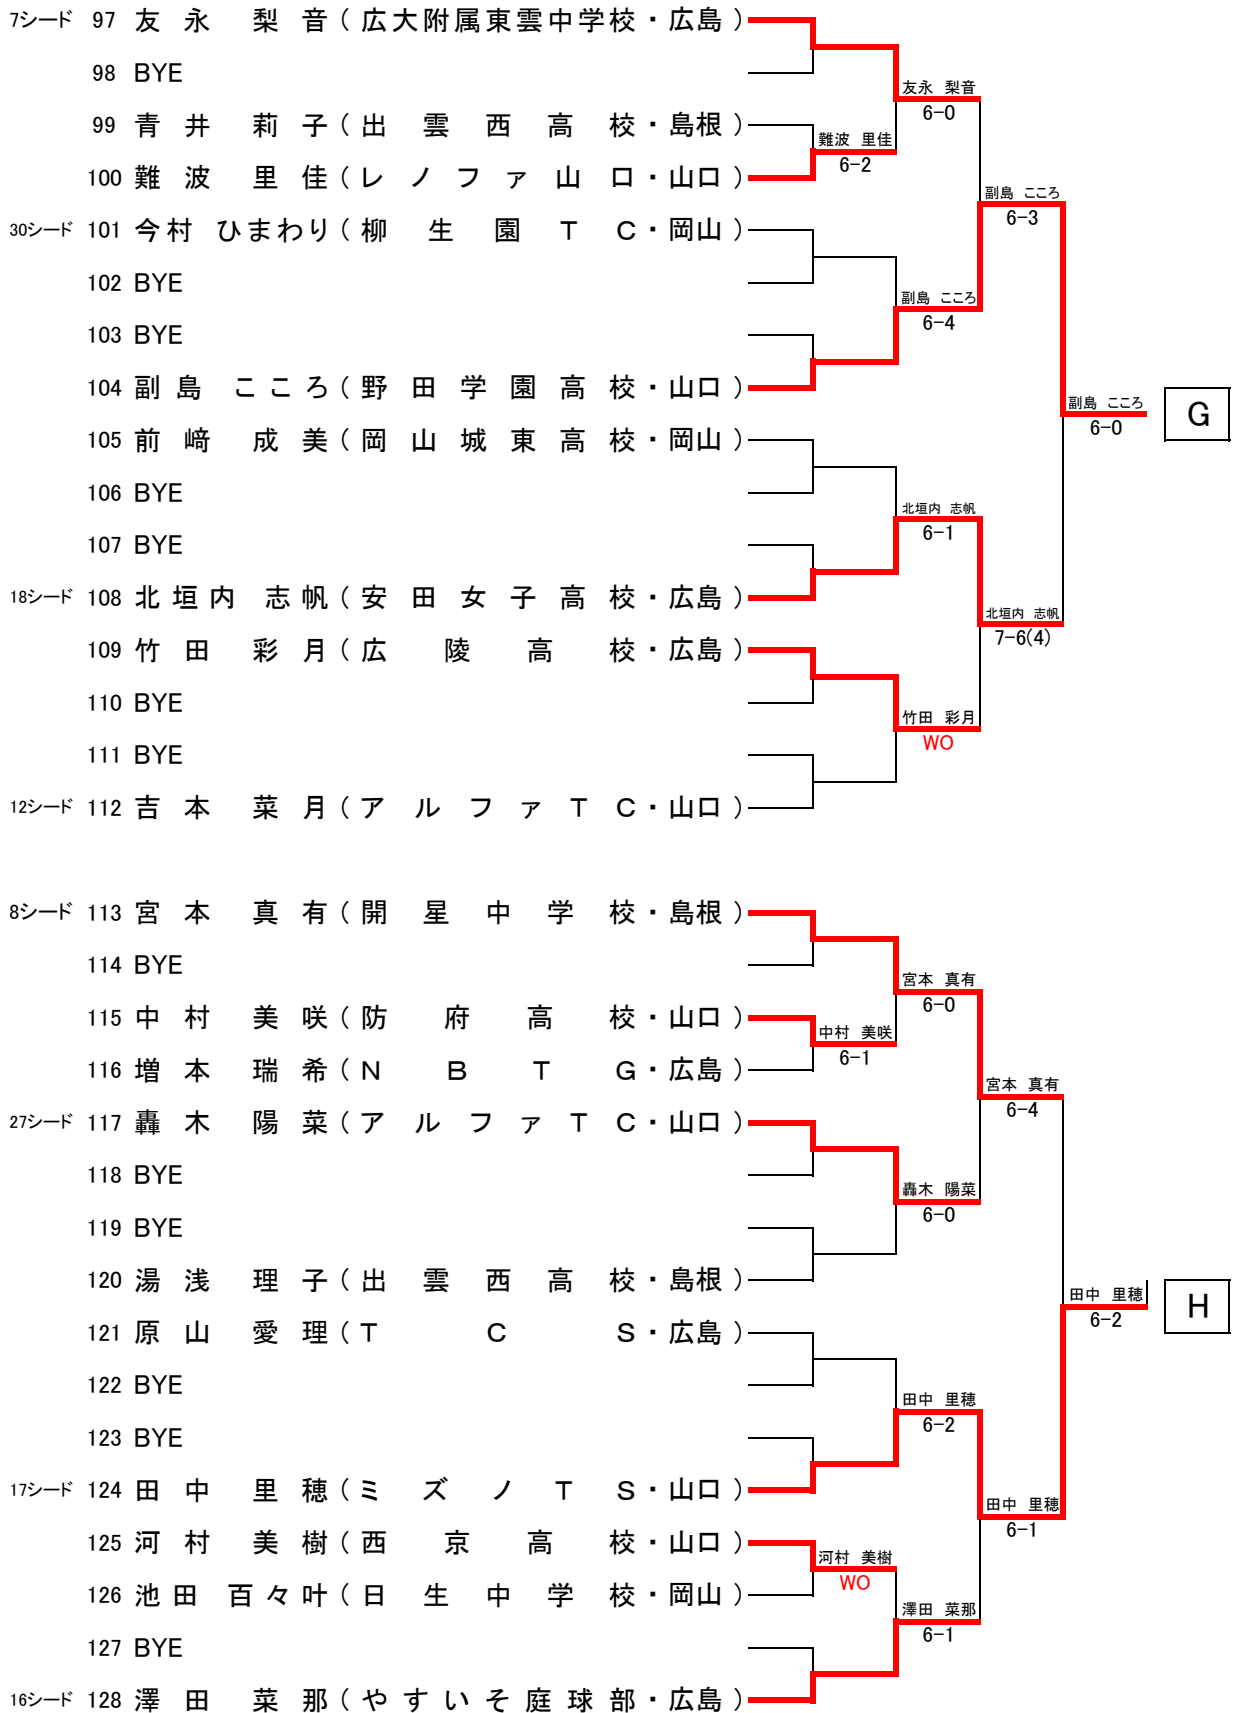 7シード 97 友永 梨音(広大附属東雲中学校・広島)
98 BYE
友永 梨音
6-0
99 青井 莉子(出雲西高校・島根)
難波 里佳
6-2
100 難波 里佳(レノファ山口・山口)
副島 こころ
6-3
30シード 101 今村 ひまわり(柳生園TC・岡山)
102 BYE
副島 こころ
6-4
103 BYE
104 副島 こころ(野田学園高校・山口)
副島 こころ
6-0
G
105 前﨑 成美(岡山城東高校・岡山)
106 BYE
北垣内 志帆
6-1
107 BYE
18シード 108 北垣内 志帆(安田女子高校・広島)
北垣内 志帆
7-6(4)
109 竹田 彩月(広陵高校・広島)
110 BYE
竹田 彩月
WO
111 BYE
12シード 112 吉本 菜月(アルファTC・山口)
8シード 113 宮本 真有(開星中学校・島根)
114 BYE
宮本 真有
6-0
115 中村 美咲(防府高校・山口)
中村 美咲
6-1
116 増本 瑞希(NBTG・広島)
宮本 真有
6-4
27シード 117 轟木 陽菜(アルファTC・山口)
118 BYE
轟木 陽菜
6-0
119 BYE
120 湯浅 理子(出雲西高校・島根)
田中 里穂
6-2
H
121 原山 愛理(TCS・広島)
122 BYE
田中 里穂
6-2
123 BYE
17シード 124 田中 里穂(ミズノTS・山口)
田中 里穂
6-1
125 河村 美樹(西京高校・山口)
河村 美樹
WO
126 池田 百々叶(日生中学校・岡山)
澤田 菜那
6-1
127 BYE
16シード 128 澤田 菜那(やすいそ庭球部・広島)